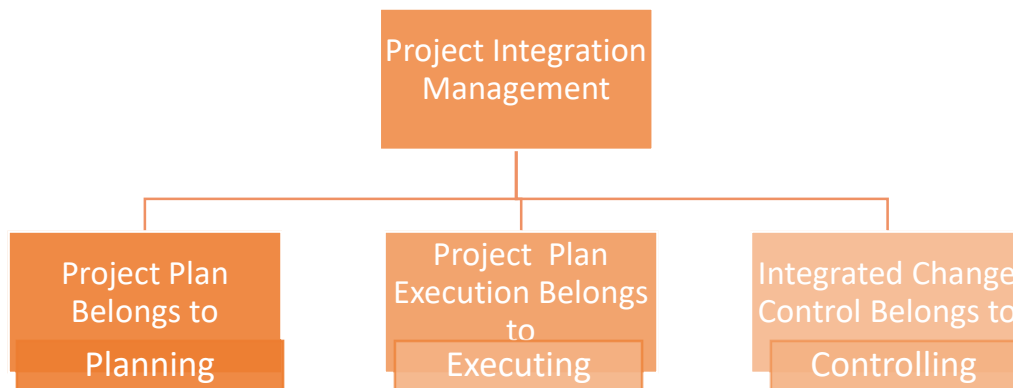 Project Integration
Management
Project Plan
Belongs to
Planning
Project Plan
Execution Belongs
to
Executing
Integrated Change
Control Belongs to
Controlling